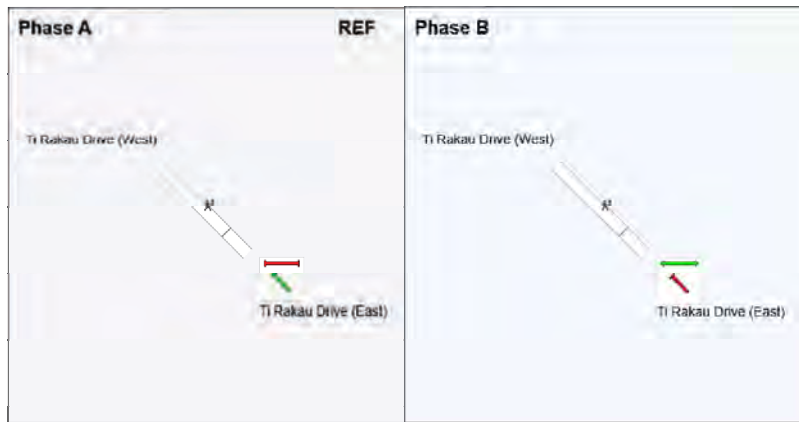 Phase A
REF
Ti Rakau Drive (West)
Ti Rakau Drive (East)
Phase B
Ti Rakau Drive (West)
Ti Rakau Drive (East)